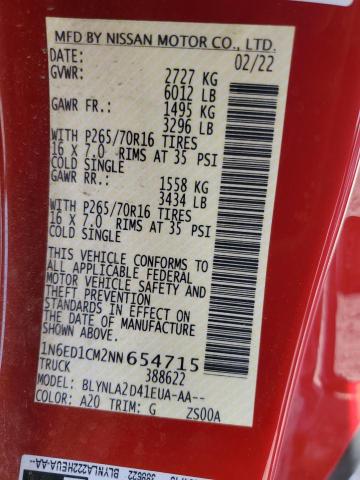 MFD BY NISSAN MOTOR CO., LTD.
02/22
GVWR: 2727 KG
6012 LB
GAWR FR.: 1495 KG
3296 LB
WITH P265/70R16 TIRES
16 X 7.0 RIMS AT 35 PSI
COLD SINGLE
GAWR RR.: 1558 KG
3434 LB
WITH P265/70R16 TIRES
16 X 7.0 RIMS AT 35 PSI
COLD SINGLE
THIS VEHICLE CONFORMS TO
ALL APPLICABLE FEDERAL
MOTOR VEHICLE SAFETY
AND THEFT PREVENTION
STANDARDS IN EFFECT ON
THE DATE OF MANUFACTURE
SHOWN ABOVE.
1N6ED1CM2NN654715
TRUCK 388622
MODEL: BLYNLA2D41EUA-AA--
COLOR: A20 TRIM: G ZS00A
BLYNLA2222HEUA-AA-- 388622